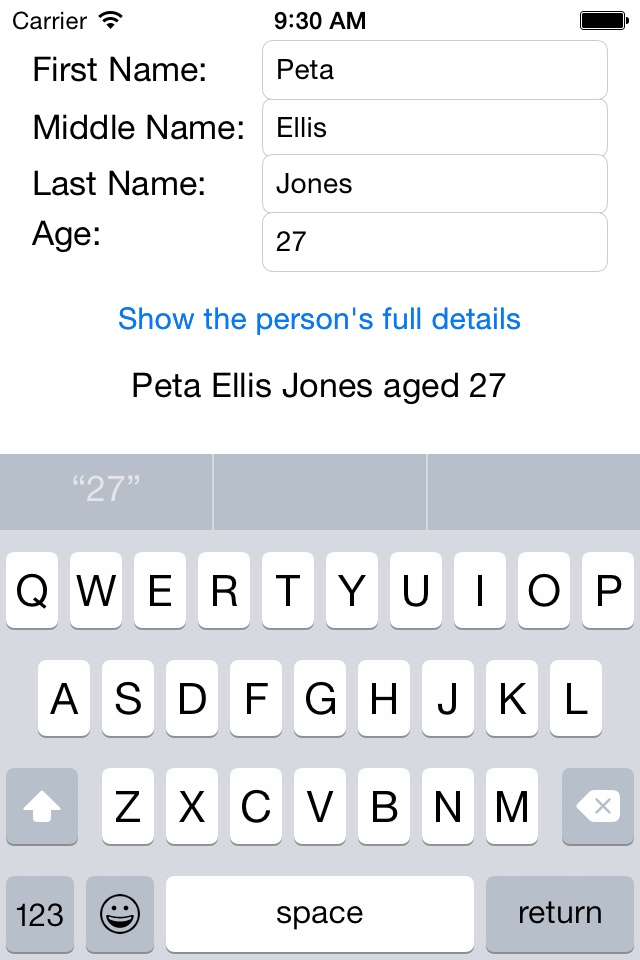 Carrier 9:30 AM
First Name: Peta
Middle Name: Ellis
Last Name: Jones
Age: 27
Show the person's full details
Peta Ellis Jones aged 27
“27”
Q W E R T Y U I O P
A S D F G H J K L
Z X C V B N M
123 space return